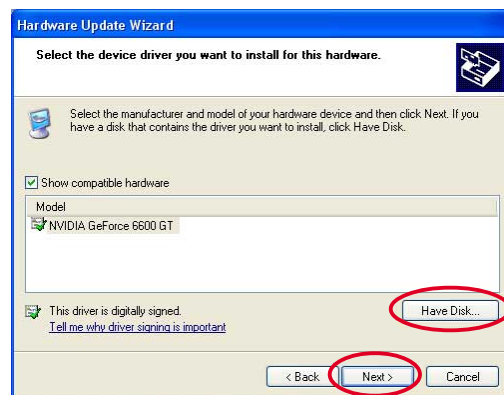 Hardware Update Wizard
Select the device driver you want to install for this hardware.
Select the manufacturer and model of your hardware device and then click Next. If you
have a disk that contains the driver you want to install, click Have Disk.
Show compatible hardware
Model
NVIDIA GeForce 6600 GT
This driver is digitally signed.
Tell me why driver signing is important
Have Disk...
< Back
Next >
Cancel